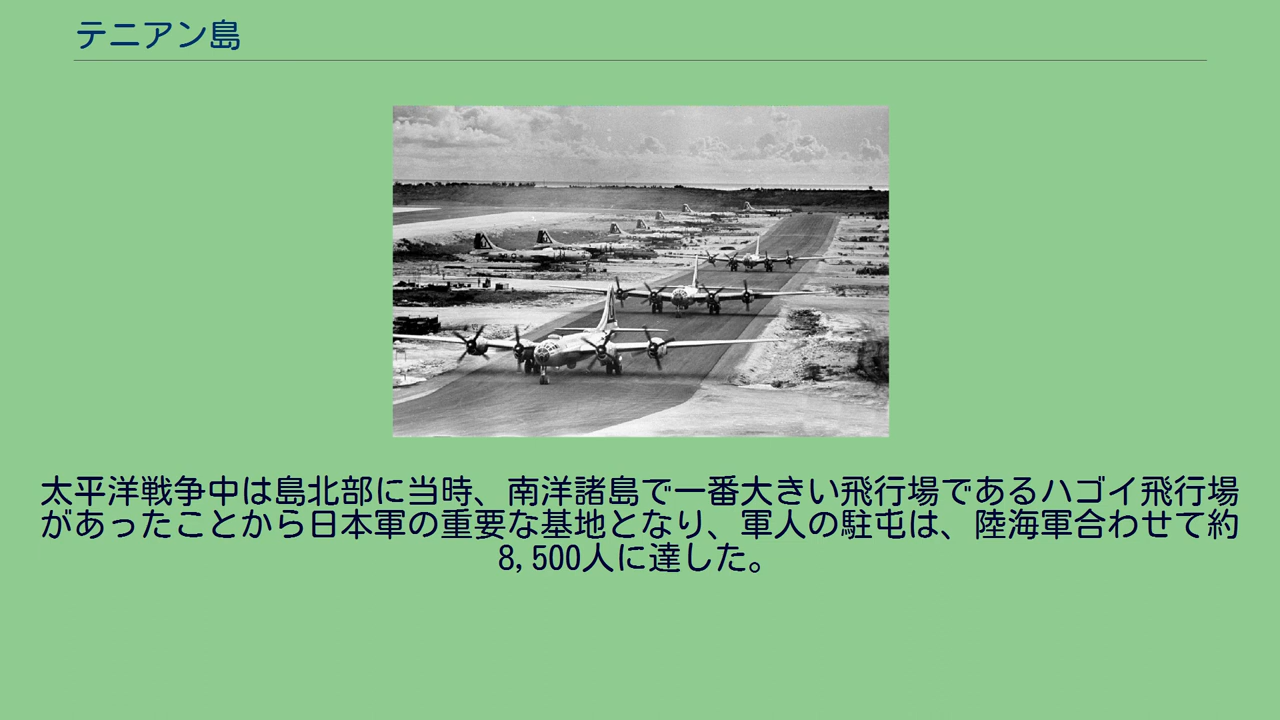 テニアン島
太平洋戦争中は島北部に当時、南洋諸島で一番大きい飛行場であるハゴイ飛行場
があったことから日本軍の重要な基地となり、軍人の駐屯は、陸海軍合わせて約
8,500人に達した。